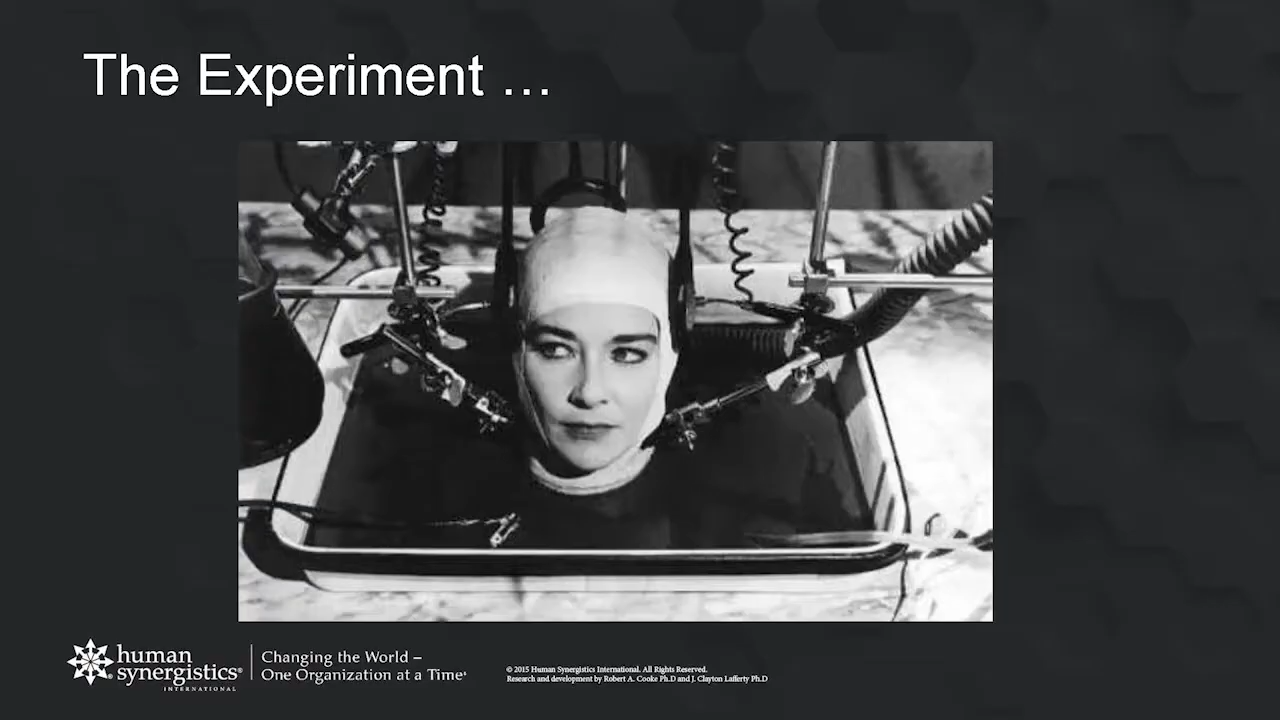 The Experiment ...
human
synergistics®
INTERNATIONAL
Changing the World –
One Organization at a Time
© 2015 Human Synergistics International. All Rights Reserved.
Research and development by Robert A. Cooke Ph.D and J. Clayton Lafferty Ph.D